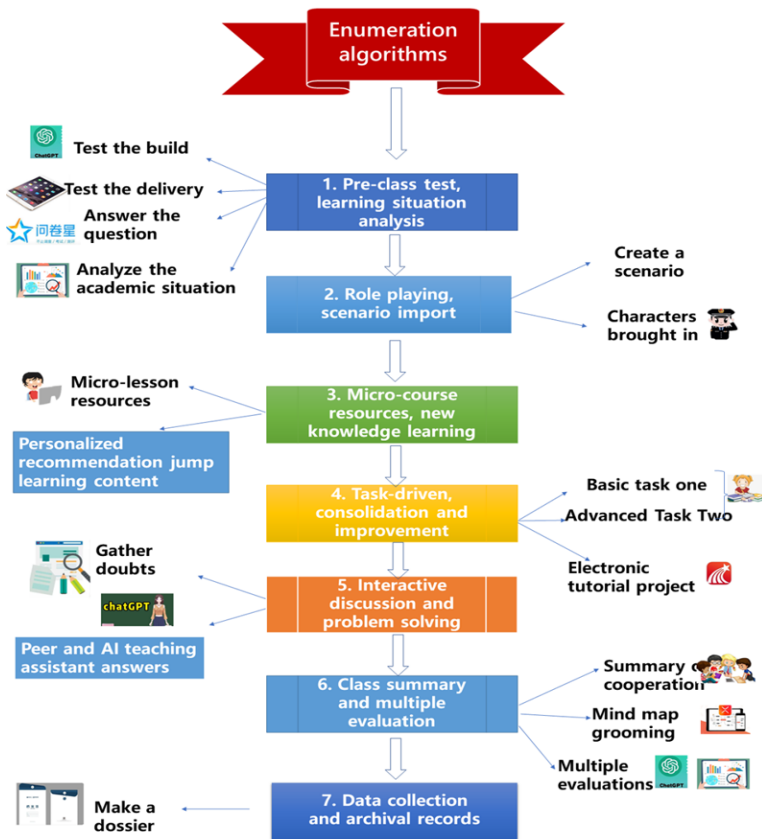 Enumeration
algorithms
ChatGPT
Test the build
Test the delivery
问卷星
Answer the
question
Analyze the
academic situation
1. Pre-class test,
learning situation
analysis
2. Role playing,
scenario import
Create a
scenario
Characters
brought in
Micro-lesson
resources
Personalized
recommendation jump
learning content
3. Micro-course
resources, new
knowledge learning
4. Task-driven,
consolidation and
improvement
Basic task one
Advanced Task Two
Electronic
tutorial project
Gather
doubts
chatGPT
Peer and AI teaching
assistant answers
5. Interactive
discussion and
problem solving
6. Class summary
and multiple
evaluation
Summary
cooperation
Mind map
grooming
Multiple
evaluations
ChatGPT
7. Data collection
and archival records
Make a
dossier